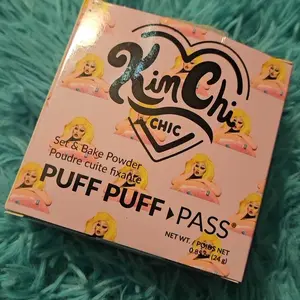 KimChi
CHIC
Set & Bake Powder
Poudre cuite fixante
PUFF PUFF ▸ PASS
NET WT. / POIDS NET
(24 g)